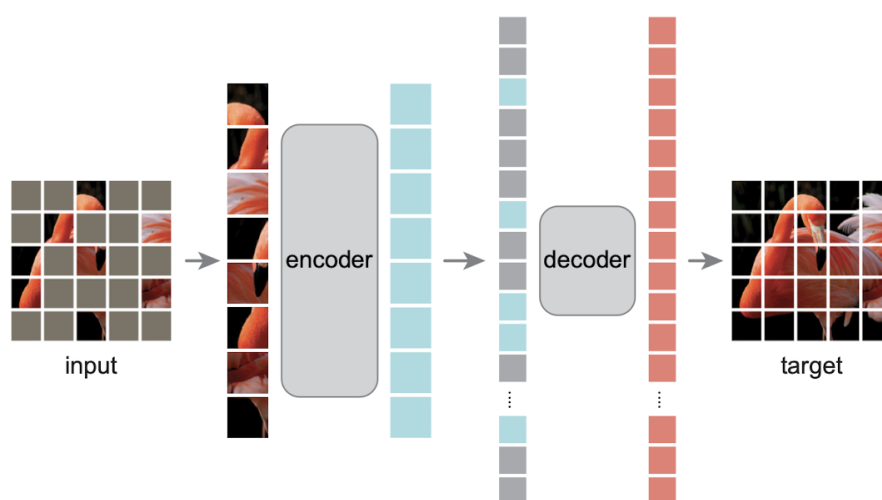 input
encoder
decoder
target